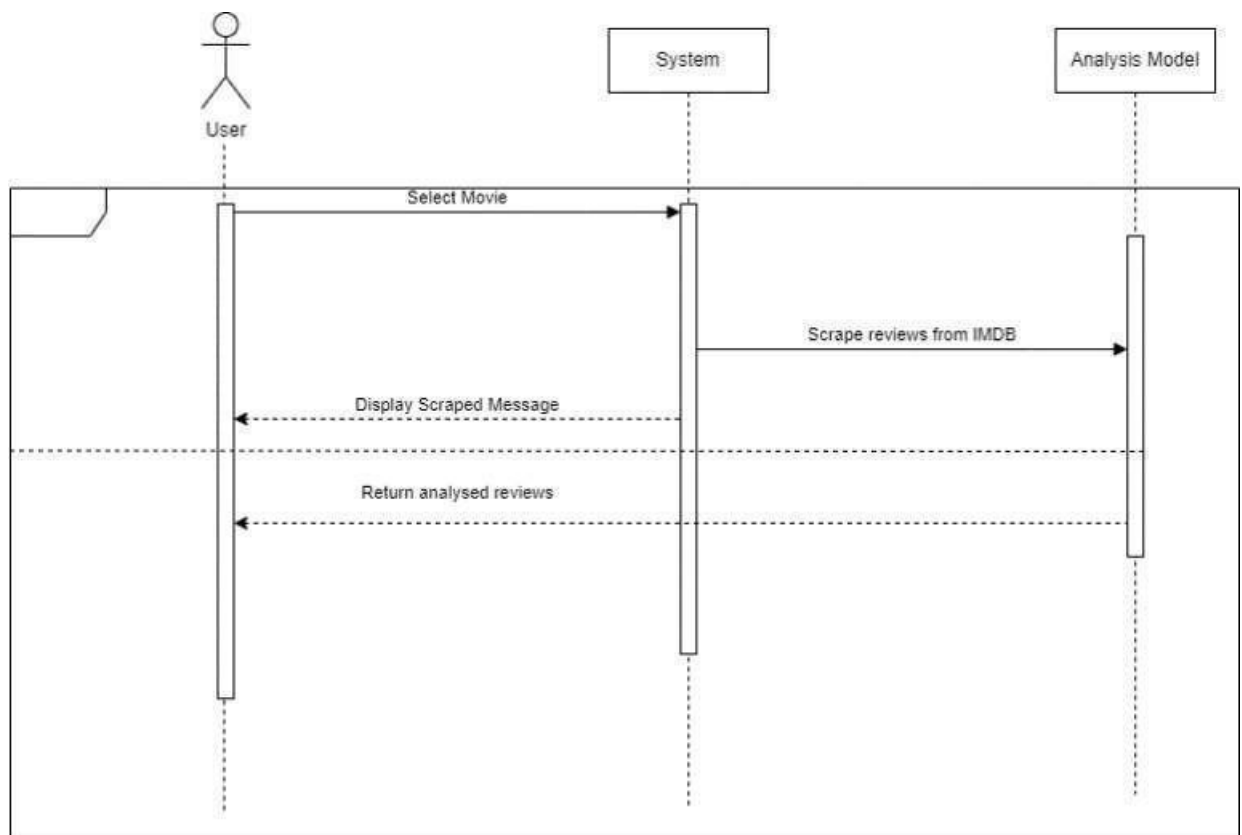 System
Analysis Model
User
Select Movie
Scrape reviews from IMDB
Display Scraped Message
Return analysed reviews